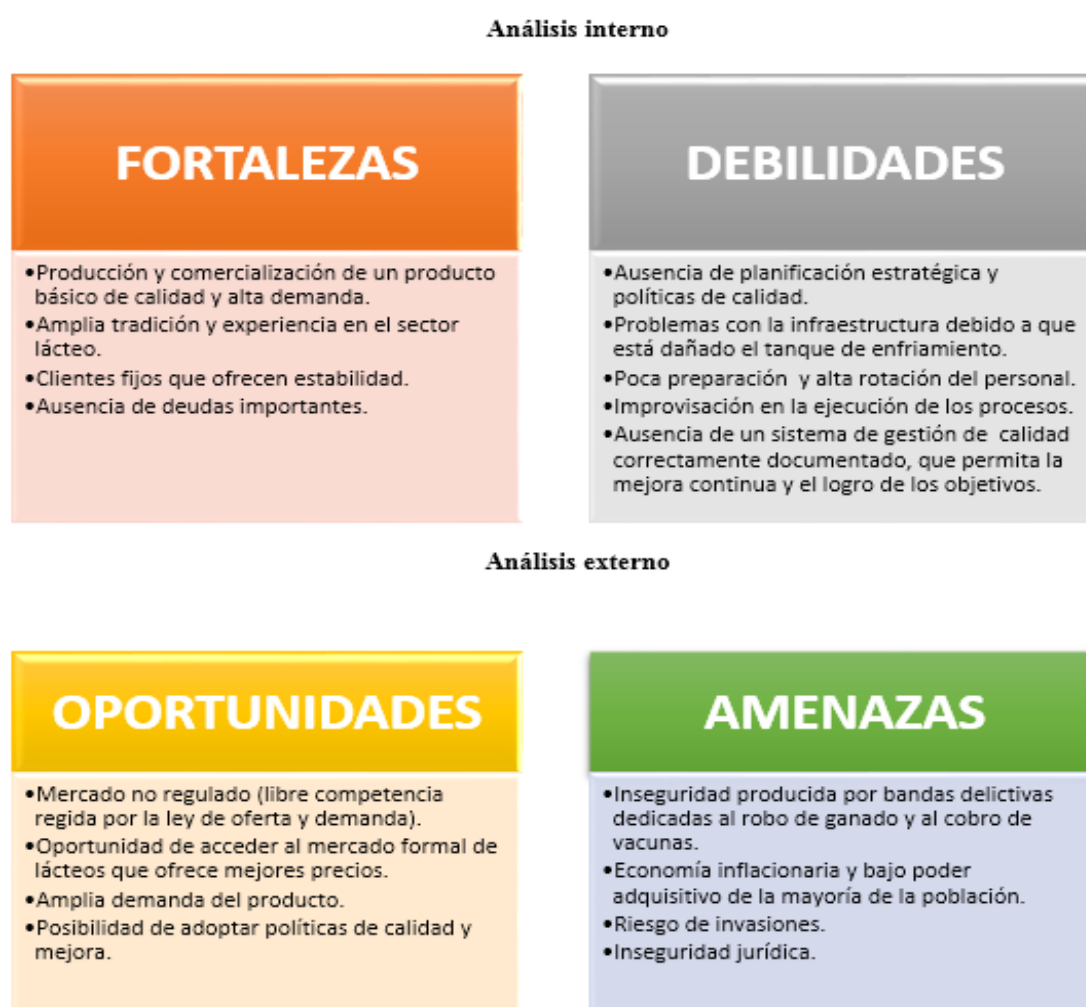 Análisis interno
FORTALEZAS
•Producción y comercialización de un producto
básico de calidad y alta demanda.
•Amplia tradición y experiencia en el sector
lácteo.
•Clientes fijos que ofrecen estabilidad.
•Ausencia de deudas importantes.
DEBILIDADES
•Ausencia de planificación estratégica y
políticas de calidad.
•Problemas con la infraestructura debido a que
está dañado el tanque de enfriamiento.
•Poca preparación y alta rotación del personal.
•Improvisación en la ejecución de los procesos.
•Ausencia de un sistema de gestión de calidad
correctamente documentado, que permita la
mejora continua y el logro de los objetivos.
Análisis externo
OPORTUNIDADES
•Mercado no regulado (libre competencia
regida por la ley de oferta y demanda).
•Oportunidad de acceder al mercado formal de
lácteos que ofrece mejores precios.
•Amplia demanda del producto.
•Posibilidad de adoptar políticas de calidad y
mejora.
AMENAZAS
•Inseguridad producida por bandas delictivas
dedicadas al robo de ganado y al cobro de
vacunas.
•Economía inflacionaria y bajo poder
adquisitivo de la mayoría de la población.
•Riesgo de invasiones.
•Inseguridad jurídica.